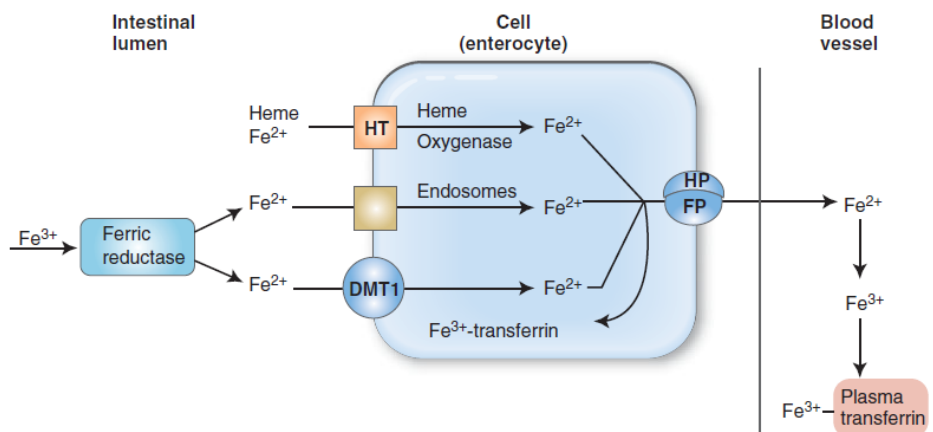 Intestinal
lumen
Cell
(enterocyte)
Blood
vessel
Heme
Fe²⁺
HT
Heme
Oxygenase
Fe²⁺
Fe²⁺
Endosomes
Fe²⁺
HP
FP
Fe²⁺
Fe³⁺
Ferric
reductase
Fe²⁺
DMT1
Fe²⁺
Fe³⁺-transferrin
Fe³⁺
Fe³⁺
Plasma
transferrin